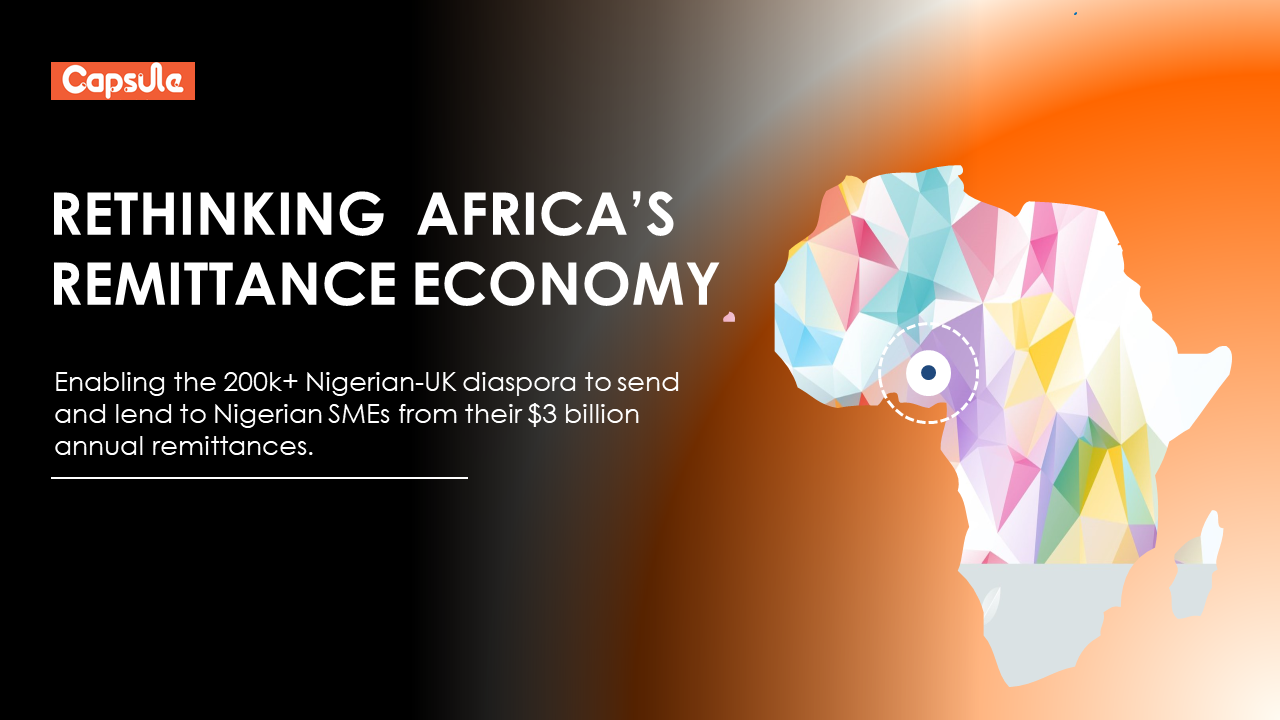 Capsule
RETHINKING AFRICA’S
REMITTANCE ECONOMY
Enabling the 200k+ Nigerian-UK diaspora to send
and lend to Nigerian SMEs from their $3 billion
annual remittances.